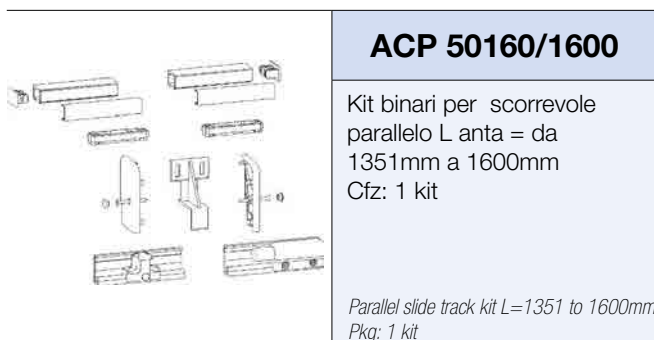 ACP 50160/1600
Kit binari per scorrevole
parallelo L anta = da
1351mm a 1600mm
Cfz: 1 kit
Parallel slide track kit L=1351 to 1600mm
Pkg: 1 kit